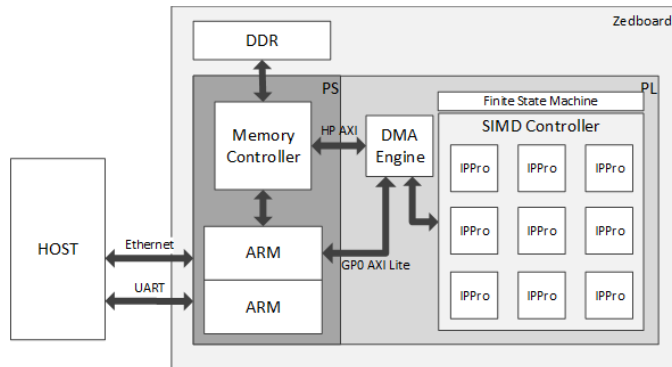 Zedboard
DDR
PS
PL
Finite State Machine
SIMD Controller
Memory
Controller
HP AXI
DMA
Engine
IPPro
IPPro
IPPro
IPPro
IPPro
IPPro
IPPro
IPPro
IPPro
HOST
Ethernet
UART
ARM
ARM
GP0 AXI Lite